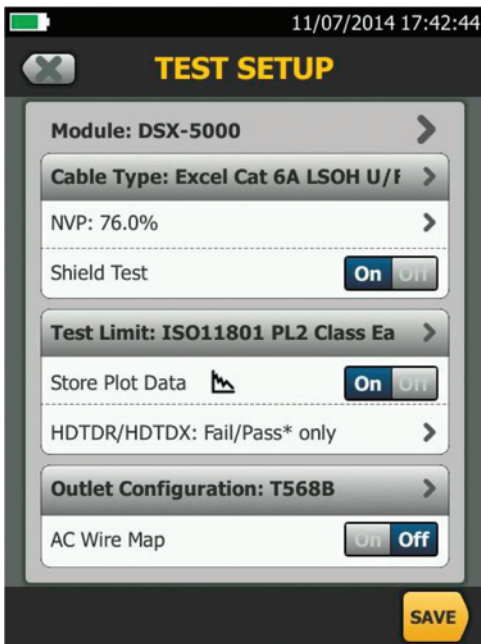 11/07/2014 17:42:44
TEST SETUP
Module: DSX-5000
Cable Type: Excel Cat 6A LSOH U/F
NVP: 76.0%
Shield Test On Off
Test Limit: ISO11801 PL2 Class Ea
Store Plot Data On Off
HDTDR/HDTDX: Fail/Pass* only
Outlet Configuration: T568B
AC Wire Map On Off
SAVE